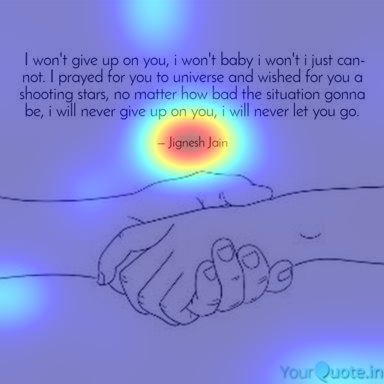 I won't give up on you, i won't baby i won't i just can-
not. I prayed for you to universe and wished for you a
shooting stars, no matter how bad the situation gonna
be, i will never give up on you, i will never let you go.
– Jignesh Jain
YourQuote.in